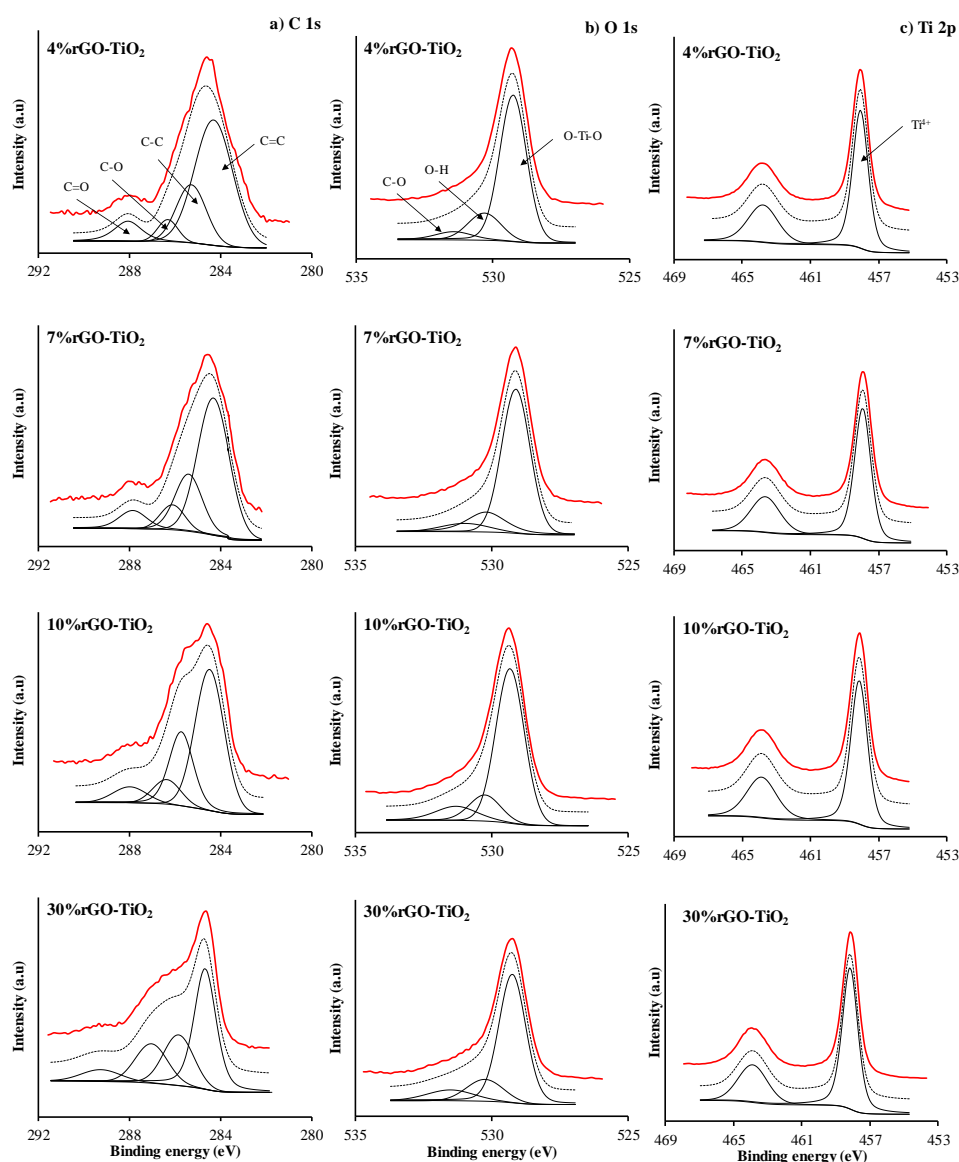 a) C 1s
b) O 1s
c) Ti 2p
4%rGO-TiO₂
4%rGO-TiO₂
4%rGO-TiO₂
Intensity (a.u)
Intensity (a.u)
Intensity (a.u)
C=O
C-O
C-C
C=C
C-O
O-H
O-Ti-O
Ti⁴⁺
292 288 284 280
535 530 525
469 465 461 457 453
7%rGO-TiO₂
7%rGO-TiO₂
7%rGO-TiO₂
Intensity (a.u)
Intensity (a.u)
Intensity (a.u)
292 288 284 280
535 530 525
469 465 461 457 453
10%rGO-TiO₂
10%rGO-TiO₂
10%rGO-TiO₂
Intensity (a.u)
Intensity (a.u)
Intensity (a.u)
292 288 284 280
535 530 525
469 465 461 457 453
30%rGO-TiO₂
30%rGO-TiO₂
30%rGO-TiO₂
Intensity (a.u)
Intensity (a.u)
Intensity (a.u)
292 288 284 280
535 530 525
469 465 461 457 453
Binding energy (eV)
Binding energy (eV)
Binding energy (eV)